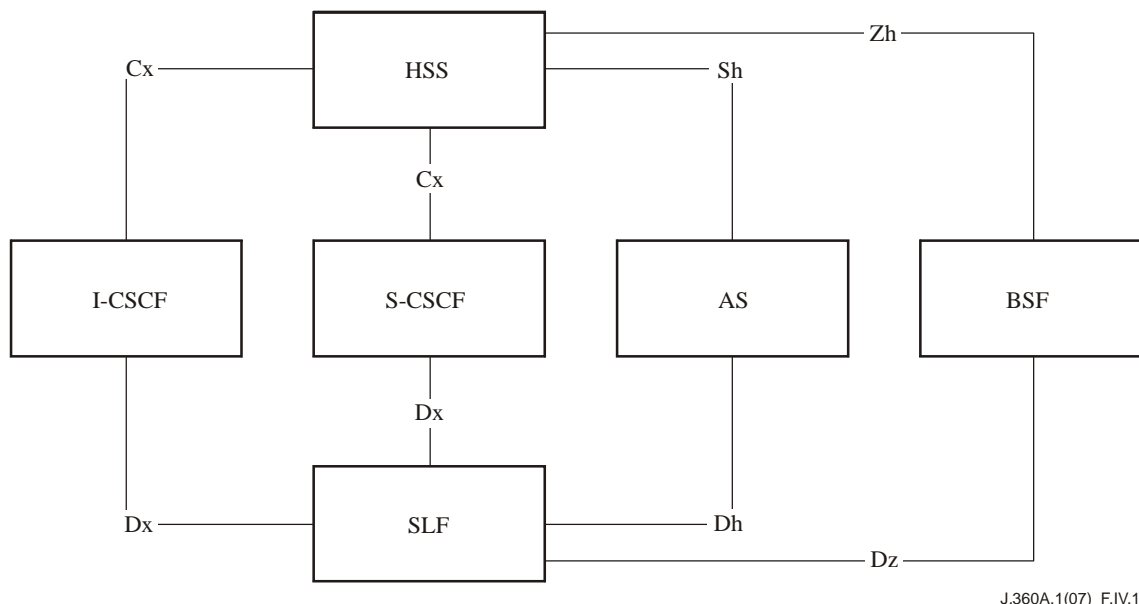 Zh
Cx
HSS
Sh
Cx
I-CSCF
S-CSCF
AS
BSF
Dx
Dx
SLF
Dh
Dz
J.360A.1(07)_F.IV.1